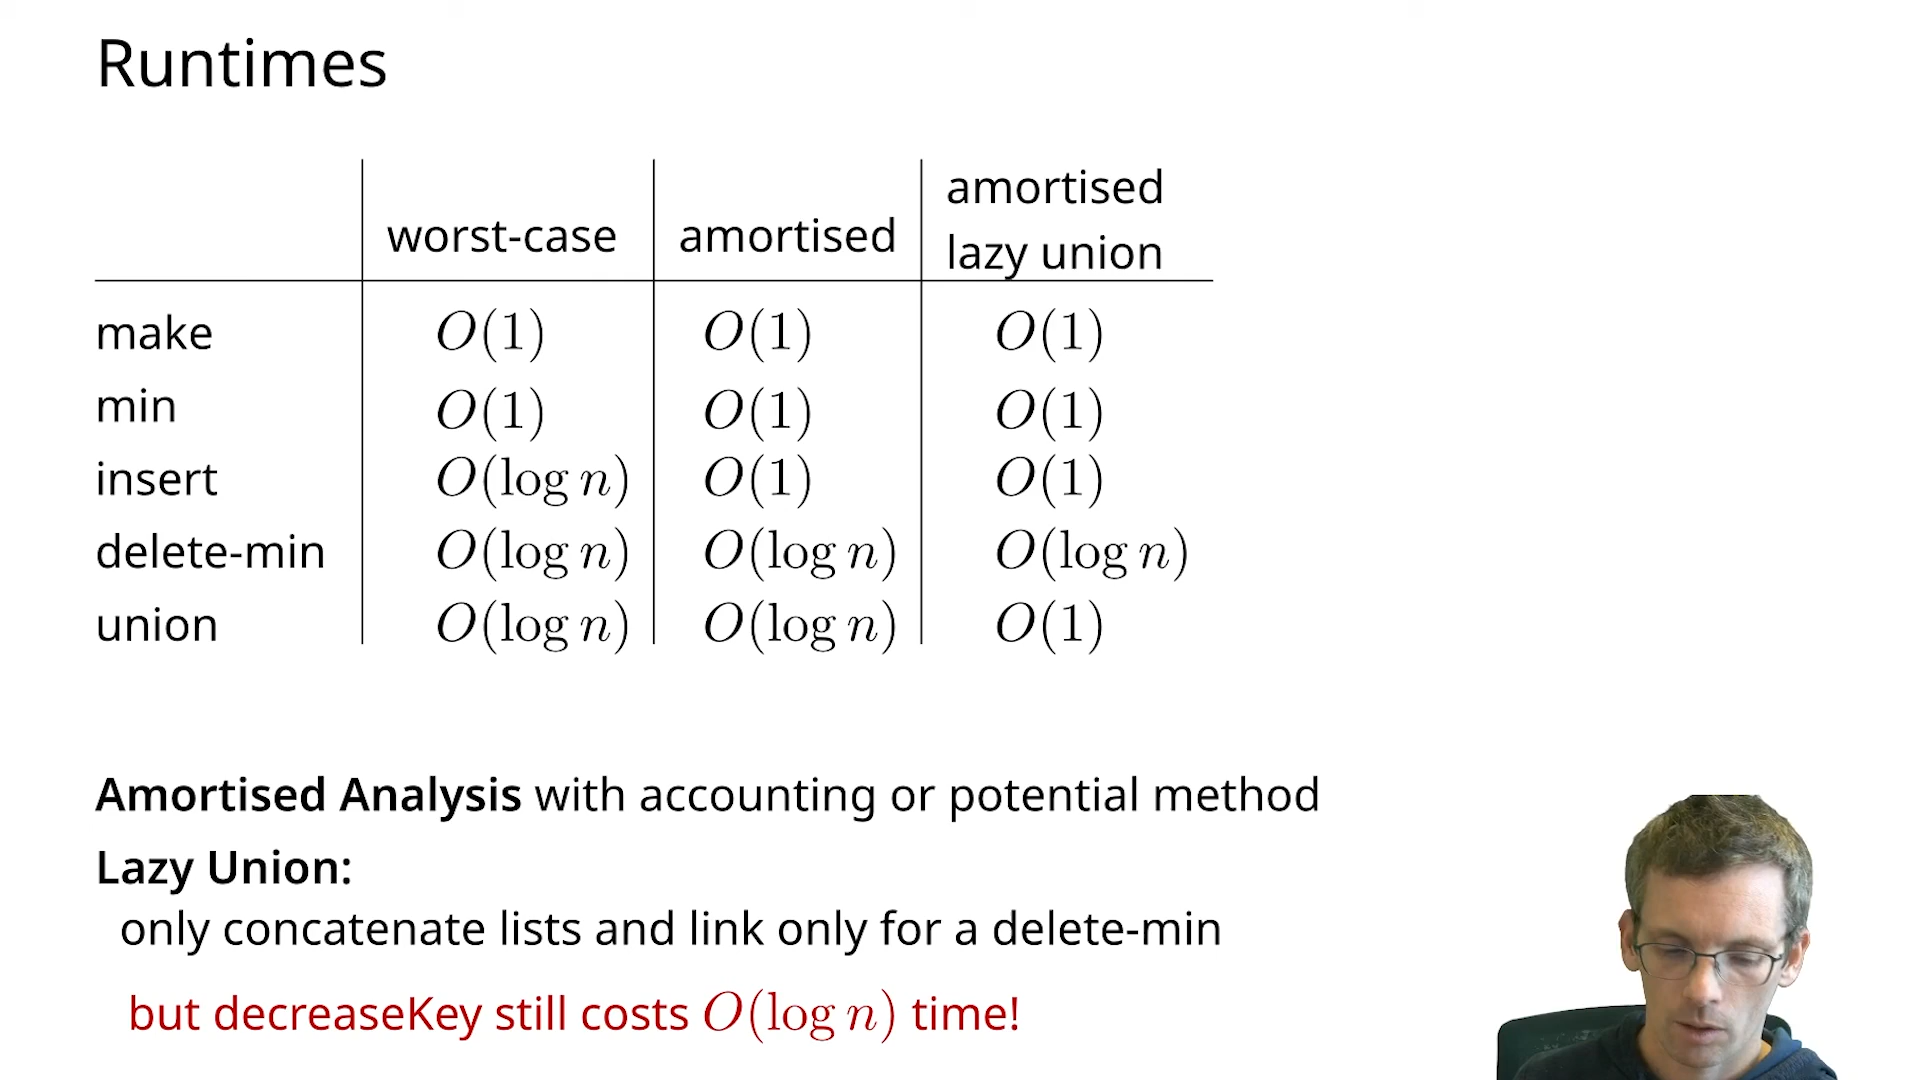 Runtimes
worst-case amortised amortised lazy union
make O(1) O(1) O(1)
min O(1) O(1) O(1)
insert O(log n) O(1) O(1)
delete-min O(log n) O(log n) O(log n)
union O(log n) O(log n) O(1)
Amortised Analysis with accounting or potential method
Lazy Union:
only concatenate lists and link only for a delete-min
but decreaseKey still costs O(log n) time!